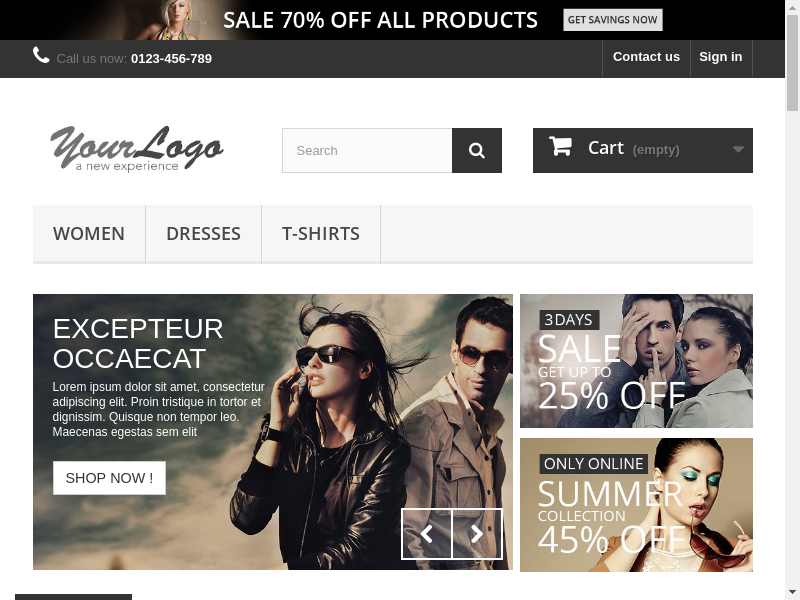 SALE 70% OFF ALL PRODUCTS
GET SAVINGS NOW
Call us now: 0123-456-789
Contact us
Sign in
YourLogo
a new experience
Search
Cart (empty)
WOMEN
DRESSES
T-SHIRTS
EXCEPTEUR
OCCAECAT
Lorem ipsum dolor sit amet, consectetur
adipiscing elit. Proin tristique in tortor et
dignissim. Quisque non tempor leo.
Maecenas egestas sem elit
SHOP NOW !
3DAYS
SALE
GET UP TO
25% OFF
ONLY ONLINE
SUMMER
COLLECTION
45% OFF